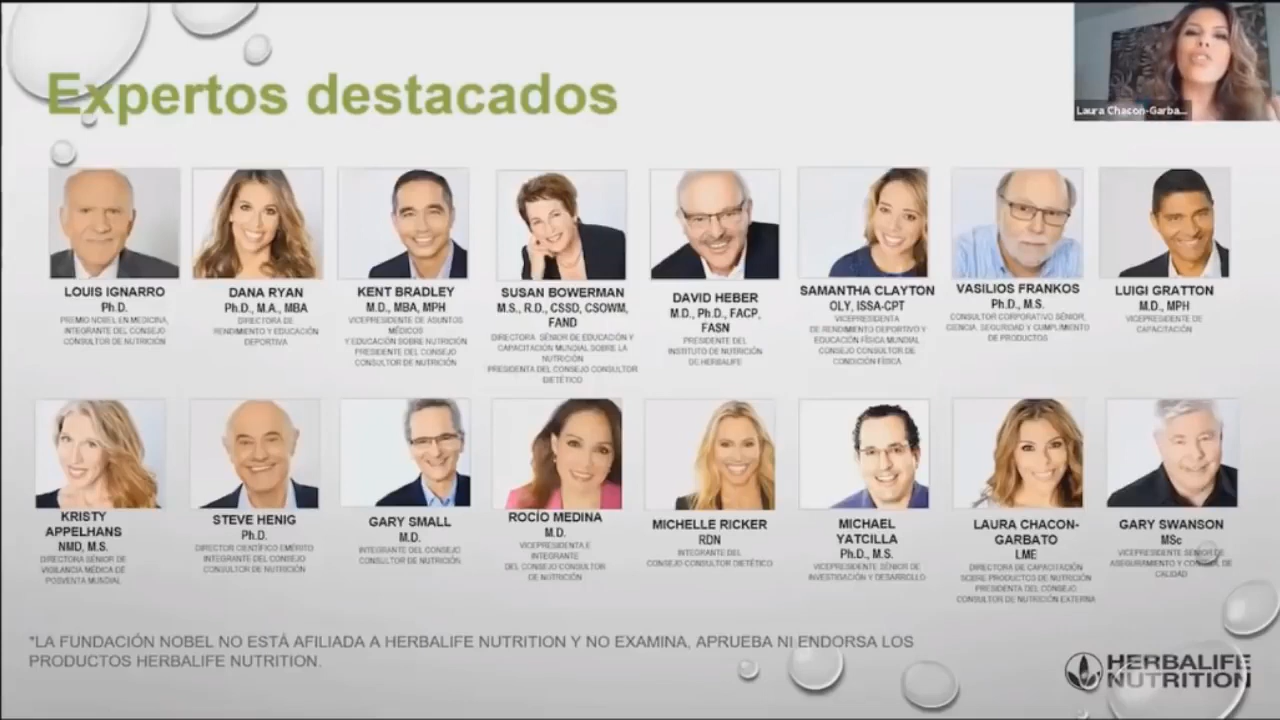 Expertos destacados
Laura Chacon-Garba...
LOUIS IGNARRO
Ph.D.
PREMIO NOBEL EN MEDICINA,
INTEGRANTE DEL CONSEJO
CONSULTOR DE NUTRICIÓN
DANA RYAN
Ph.D., M.A., MBA
DIRECTORA DE
RENDIMIENTO Y EDUCACIÓN
DEPORTIVA
KENT BRADLEY
M.D., MBA, MPH
VICEPRESIDENTE DE ASUNTOS
MÉDICOS
Y EDUCACIÓN SOBRE NUTRICIÓN
PRESIDENTE DEL CONSEJO
CONSULTOR DE NUTRICIÓN
SUSAN BOWERMAN
M.S., R.D., CSSD, CSOWM,
FAND
DIRECTORA SÉNIOR DE EDUCACIÓN Y
CAPACITACIÓN MUNDIAL SOBRE LA
NUTRICIÓN
PRESIDENTA DEL CONSEJO CONSULTOR
DIETÉTICO
DAVID HEBER
M.D., Ph.D., FACP,
FASN
PRESIDENTE DEL
INSTITUTO DE NUTRICIÓN
DE HERBALIFE
SAMANTHA CLAYTON
OLY, ISSA-CPT
VICEPRESIDENTA
DE RENDIMIENTO DEPORTIVO Y
EDUCACIÓN FÍSICA MUNDIAL
CONSEJO CONSULTOR DE
CONDICIÓN FÍSICA
VASILIOS FRANKOS
Ph.D., M.S.
CONSULTOR CORPORATIVO SÉNIOR,
CIENCIA, SEGURIDAD Y CUMPLIMIENTO
DE PRODUCTOS
LUIGI GRATTON
M.D., MPH
VICEPRESIDENTE DE
CAPACITACIÓN
KRISTY
APPELHANS
NMD, M.S.
DIRECTORA SÉNIOR DE
VIGILANCIA MÉDICA DE
POSVENTA MUNDIAL
STEVE HENIG
Ph.D.
DIRECTOR CIENTÍFICO EMÉRITO
INTEGRANTE DEL CONSEJO
CONSULTOR DE NUTRICIÓN
GARY SMALL
M.D.
INTEGRANTE DEL CONSEJO
CONSULTOR DE NUTRICIÓN
ROCÍO MEDINA
M.D.
VICEPRESIDENTA E
INTEGRANTE
DEL CONSEJO CONSULTOR
DE NUTRICIÓN
MICHELLE RICKER
RDN
INTEGRANTE DEL
CONSEJO CONSULTOR DIETÉTICO
MICHAEL
YATCILLA
Ph.D., M.S.
VICEPRESIDENTE SÉNIOR DE
INVESTIGACIÓN Y DESARROLLO
LAURA CHACON-
GARBATO
LME
DIRECTORA DE CAPACITACIÓN
SOBRE PRODUCTOS DE NUTRICIÓN
PRESIDENTA DEL CONSEJO
CONSULTOR DE NUTRICIÓN EXTERNA
GARY SWANSON
MSc
VICEPRESIDENTE SENIOR DE
ASEGURAMIENTO Y CONTROL DE
CALIDAD
*LA FUNDACIÓN NOBEL NO ESTÁ AFILIADA A HERBALIFE NUTRITION Y NO EXAMINA, APRUEBA NI ENDORSA LOS
PRODUCTOS HERBALIFE NUTRITION.
HERBALIFE
NUTRITION